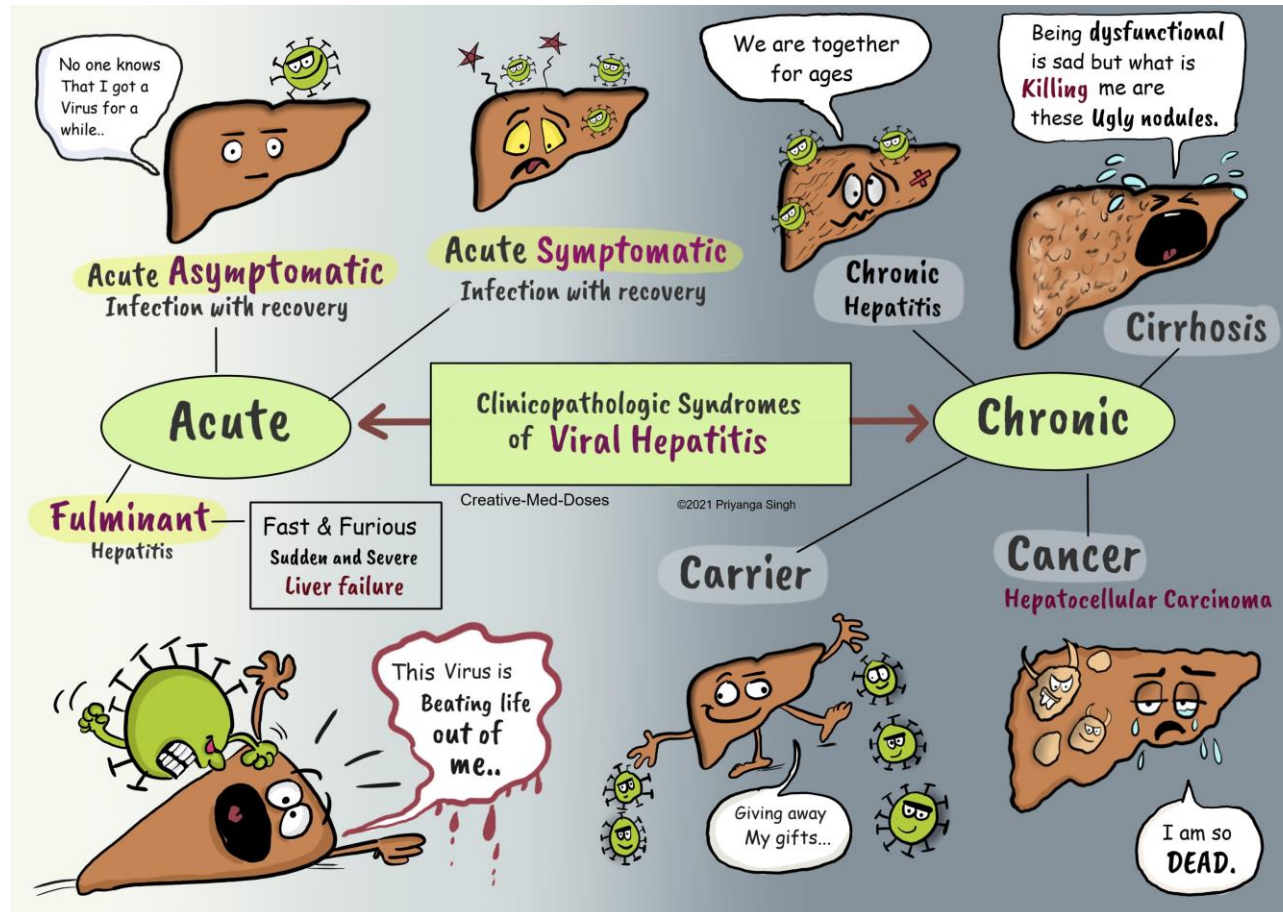 No one knows
That I got a
Virus for a
while..
We are together
for ages
Being dysfunctional
is sad but what is
Killing me are
these Ugly nodules.
Acute Asymptomatic
Infection with recovery
Acute Symptomatic
Infection with recovery
Chronic
Hepatitis
Cirrhosis
Acute
Clinicopathologic Syndromes
of Viral Hepatitis
Chronic
Creative-Med-Doses
©2021 Priyanga Singh
Fulminant
Hepatitis
Fast & Furious
Sudden and Severe
Liver failure
Carrier
Cancer
Hepatocellular Carcinoma
This Virus is
Beating life
out of
me..
Giving away
My gifts...
I am so
DEAD.